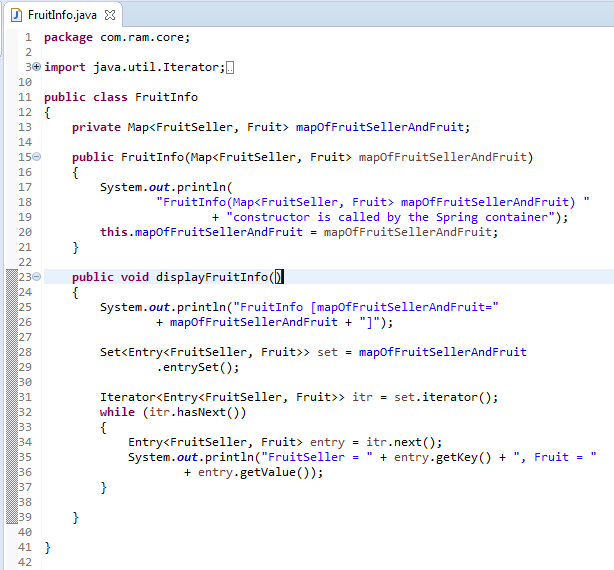 FruitInfo.java
1 package com.ram.core;
2
3 import java.util.Iterator;
10
11 public class FruitInfo
12 {
13     private Map<FruitSeller, Fruit> mapOfFruitSellerAndFruit;
14
15     public FruitInfo(Map<FruitSeller, Fruit> mapOfFruitSellerAndFruit)
16     {
17         System.out.println(
18                 "FruitInfo(Map<FruitSeller, Fruit> mapOfFruitSellerAndFruit) "
19                         + "constructor is called by the Spring container");
20         this.mapOfFruitSellerAndFruit = mapOfFruitSellerAndFruit;
21     }
22
23     public void displayFruitInfo()
24     {
25         System.out.println("FruitInfo [mapOfFruitSellerAndFruit="
26                 + mapOfFruitSellerAndFruit + "]");
27
28         Set<Entry<FruitSeller, Fruit>> set = mapOfFruitSellerAndFruit
29                 .entrySet();
30
31         Iterator<Entry<FruitSeller, Fruit>> itr = set.iterator();
32         while (itr.hasNext())
33         {
34             Entry<FruitSeller, Fruit> entry = itr.next();
35             System.out.println("FruitSeller = " + entry.getKey() + ", Fruit = "
36                     + entry.getValue());
37         }
38
39     }
40
41 }
42